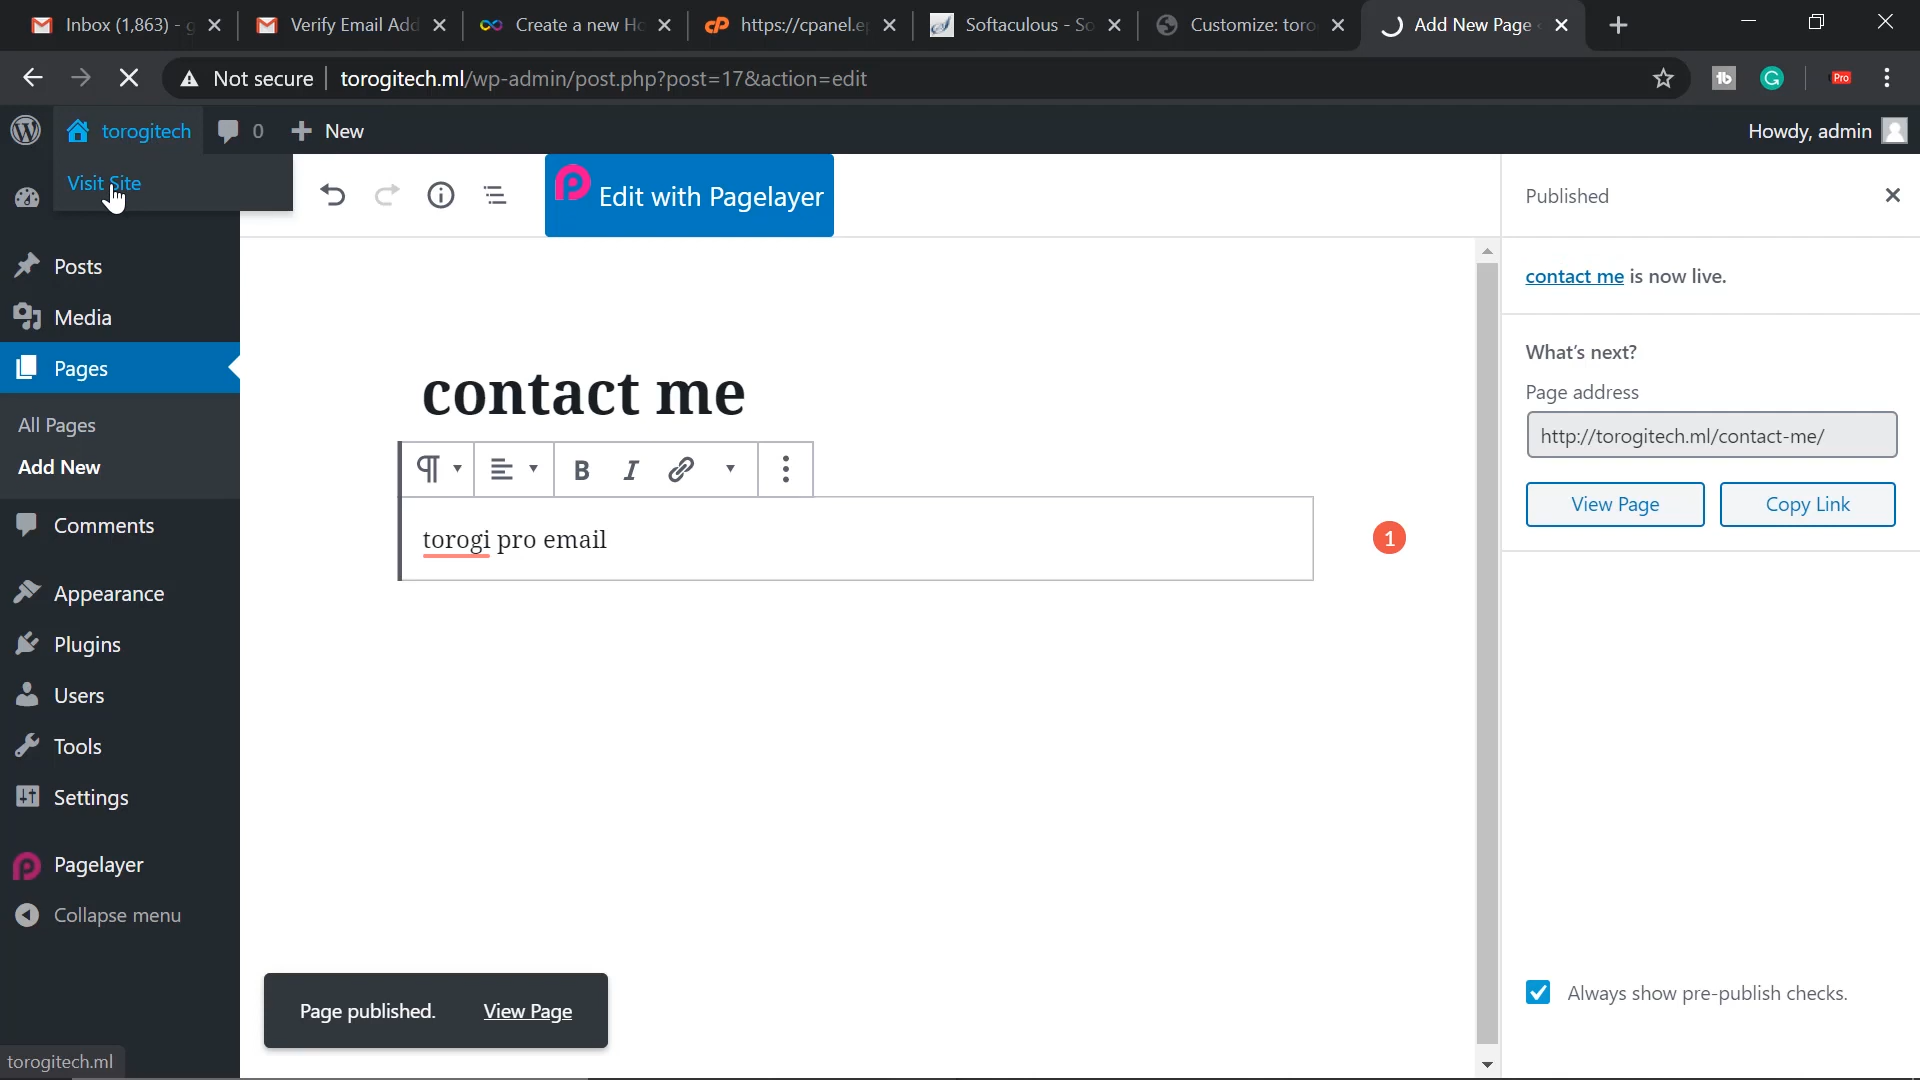 Inbox (1,863) - g
Verify Email Add
Create a new Ho
https://cpanel.e
Softaculous - So
Customize: toro
Add New Page
Not secure
torogitech.ml/wp-admin/post.php?post=17&action=edit
Pro
torogitech
0
New
Howdy, admin
Visit Site
Edit with Pagelayer
Published
Posts
contact me is now live.
Media
What's next?
Pages
Page address
contact me
http://torogitech.ml/contact-me/
All Pages
Add New
View Page
Copy Link
Comments
torogi pro email
1
Appearance
Plugins
Users
Tools
Settings
Pagelayer
Collapse menu
Page published.
View Page
Always show pre-publish checks.
torogitech.ml